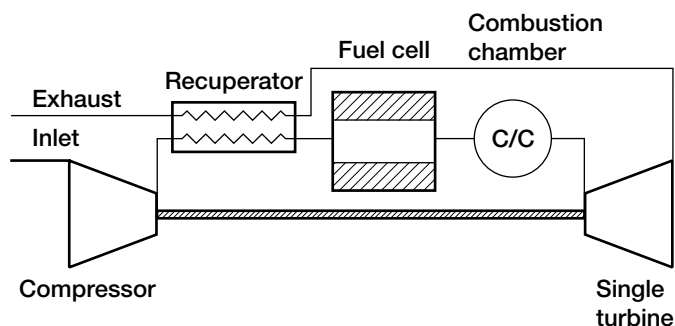 Combustion
chamber
Fuel cell
Recuperator
Exhaust
Inlet
C/C
Compressor
Single
turbine